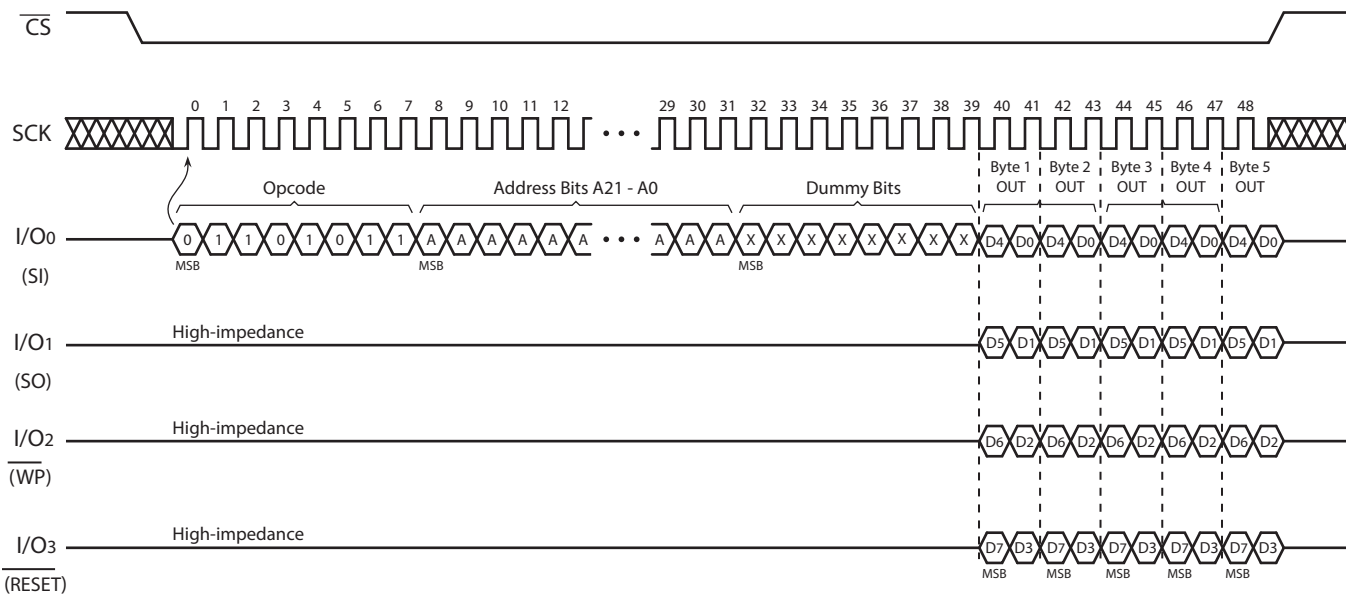 CS
0 1 2 3 4 5 6 7 8 9 10 11 12 29 30 31 32 33 34 35 36 37 38 39 40 41 42 43 44 45 46 47 48
SCK • • •
Byte 1 OUT Byte 2 OUT Byte 3 OUT Byte 4 OUT Byte 5 OUT
Opcode Address Bits A21 - A0 Dummy Bits
I/O0 0 1 1 0 1 0 1 1 A A A A A A • • • A A A X X X X X X X X D4 D0 D4 D0 D4 D0 D4 D0 D4 D0
MSB MSB MSB
(SI)
High-impedance
I/O1 D5 D1 D5 D1 D5 D1 D5 D1 D5 D1
(SO)
High-impedance
I/O2 D6 D2 D6 D2 D6 D2 D6 D2 D6 D2
(WP)
High-impedance
I/O3 D7 D3 D7 D3 D7 D3 D7 D3 D7 D3
MSB MSB MSB MSB MSB
(RESET)